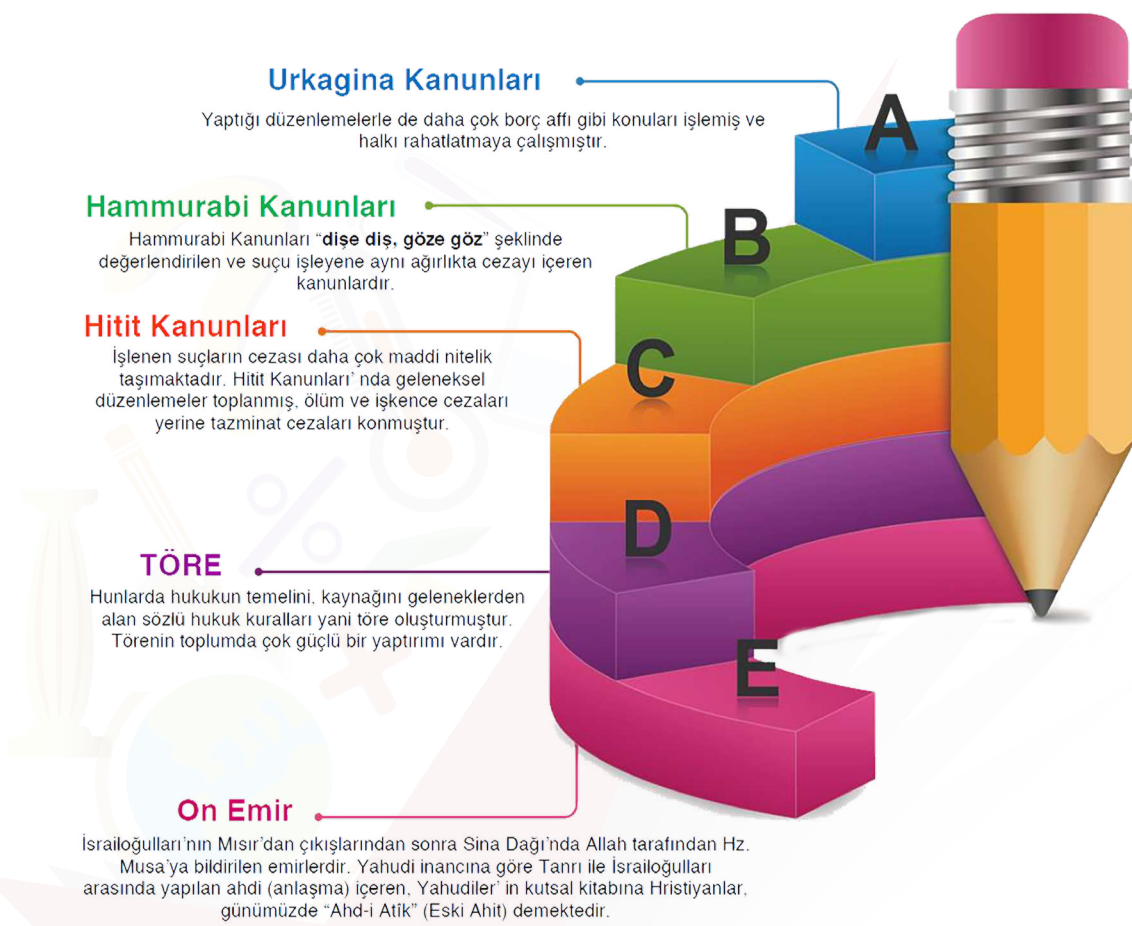 Urkagina Kanunları
Yaptığı düzenlemelerle de daha çok borç affı gibi konuları işlemiş ve
halkı rahatlatmaya çalışmıştır.
A
Hammurabi Kanunları
Hammurabi Kanunları “dişe diş, göze göz” şeklinde
değerlendirilen ve suçu işleyene aynı ağırlıkta cezayı içeren
kanunlardır.
B
Hitit Kanunları
İşlenen suçların cezası daha çok maddi nitelik
taşımaktadır. Hitit Kanunları’ nda geleneksel
düzenlemeler toplanmış, ölüm ve işkence cezaları
yerine tazminat cezaları konmuştur.
C
TÖRE
Hunlarda hukukun temelini, kaynağını geleneklerden
alan sözlü hukuk kuralları yani töre oluşturmuştur.
Törenin toplumda çok güçlü bir yaptırımı vardır.
D
E
On Emir
İsrailoğulları’nın Mısır’dan çıkışlarından sonra Sina Dağı’nda Allah tarafından Hz.
Musa’ya bildirilen emirlerdir. Yahudi inancına göre Tanrı ile İsrailoğulları
arasında yapılan ahdi (anlaşma) içeren, Yahudiler’ in kutsal kitabına Hristiyanlar,
günümüzde “Ahd-i Atîk” (Eski Ahit) demektedir.